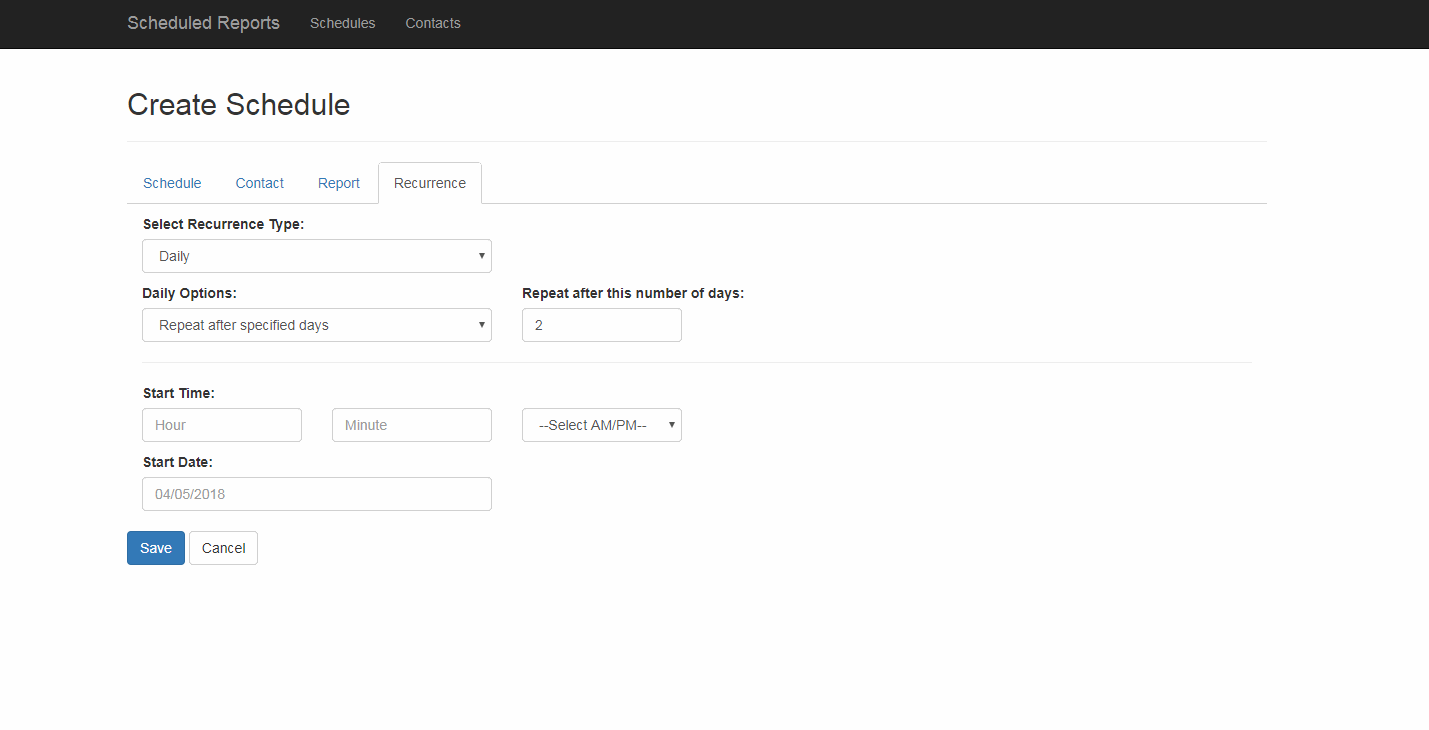 Scheduled Reports Schedules Contacts
Create Schedule
Schedule Contact Report Recurrence
Select Recurrence Type:
Daily
Daily Options: Repeat after this number of days:
Repeat after specified days 2
Start Time:
Hour Minute --Select AM/PM--
Start Date:
04/05/2018
Save Cancel